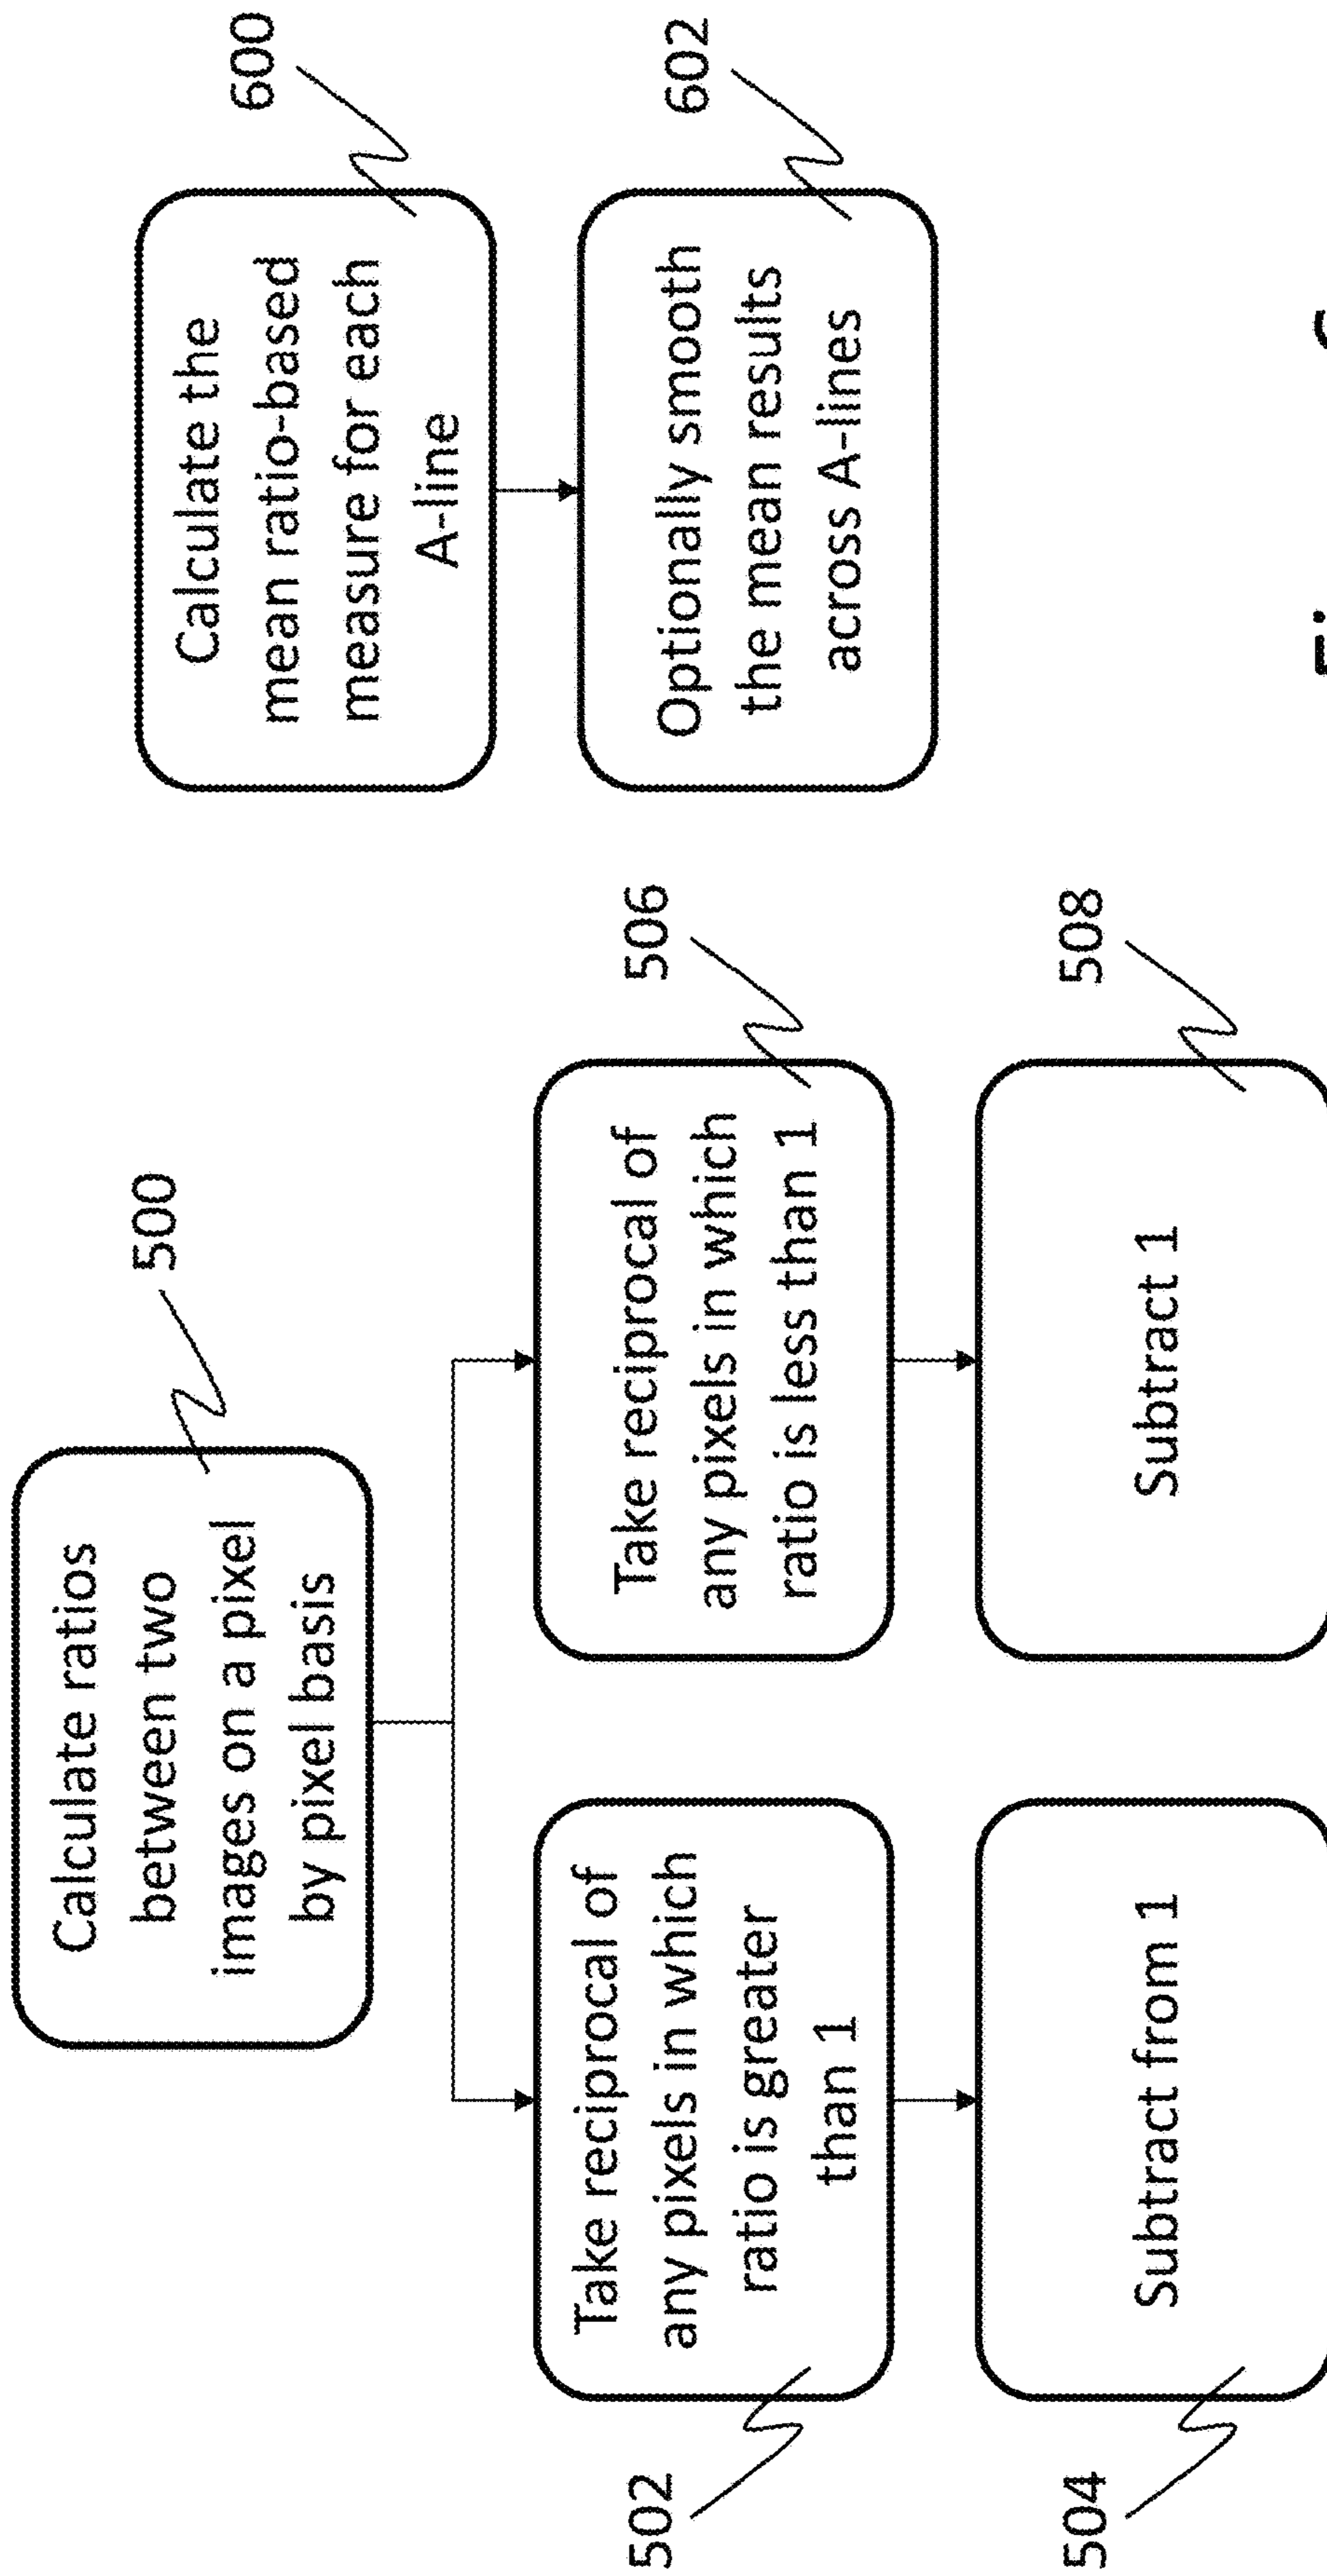 500
Calculate ratios
between two
images on a pixel
by pixel basis
502
Take reciprocal of
any pixels in which
ratio is greater
than 1
506
Take reciprocal of
any pixels in which
ratio is less than 1
504
Subtract from 1
508
Subtract 1
600
Calculate the
mean ratio-based
measure for each
A-line
602
Optionally smooth
the mean results
across A-lines